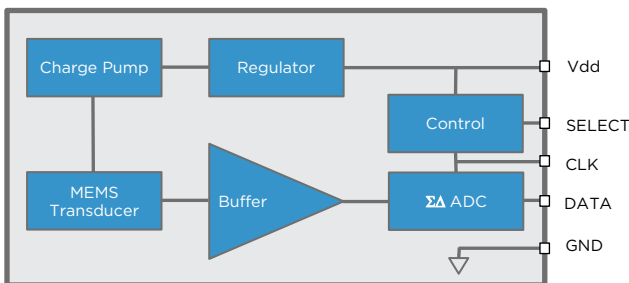 Charge Pump
Regulator
Vdd
Control
SELECT
CLK
MEMS
Transducer
Buffer
ΣΔ ADC
DATA
GND